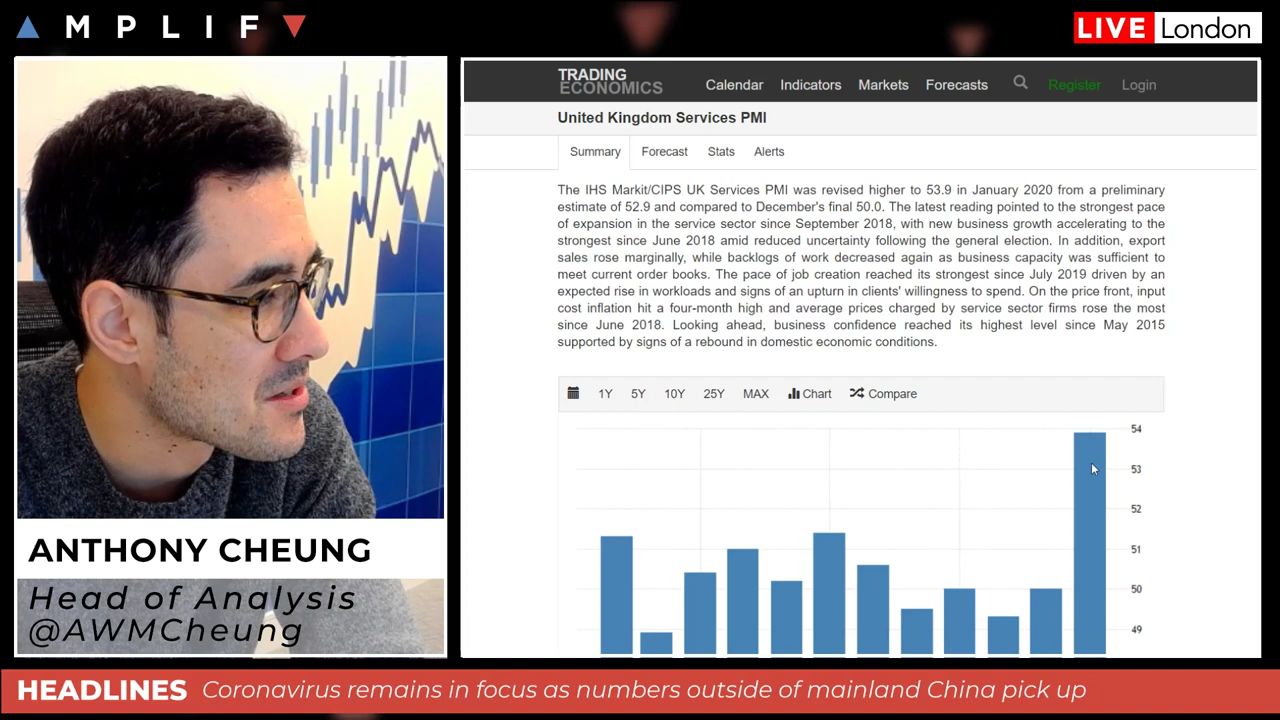 AMPLIFY
LIVE London
TRADING
ECONOMICS
Calendar Indicators Markets Forecasts Register Login
United Kingdom Services PMI
Summary Forecast Stats Alerts
The IHS Markit/CIPS UK Services PMI was revised higher to 53.9 in January 2020 from a preliminary
estimate of 52.9 and compared to December's final 50.0. The latest reading pointed to the strongest pace
of expansion in the service sector since September 2018, with new business growth accelerating to the
strongest since June 2018 amid reduced uncertainty following the general election. In addition, export
sales rose marginally, while backlogs of work decreased again as business capacity was sufficient to
meet current order books. The pace of job creation reached its strongest since July 2019 driven by an
expected rise in workloads and signs of an upturn in clients' willingness to spend. On the price front, input
cost inflation hit a four-month high and average prices charged by service sector firms rose the most
since June 2018. Looking ahead, business confidence reached its highest level since May 2015
supported by signs of a rebound in domestic economic conditions.
1Y 5Y 10Y 25Y MAX Chart Compare
54
53
52
51
50
49
ANTHONY CHEUNG
Head of Analysis
@AWMCheung
HEADLINES Coronavirus remains in focus as numbers outside of mainland China pick up